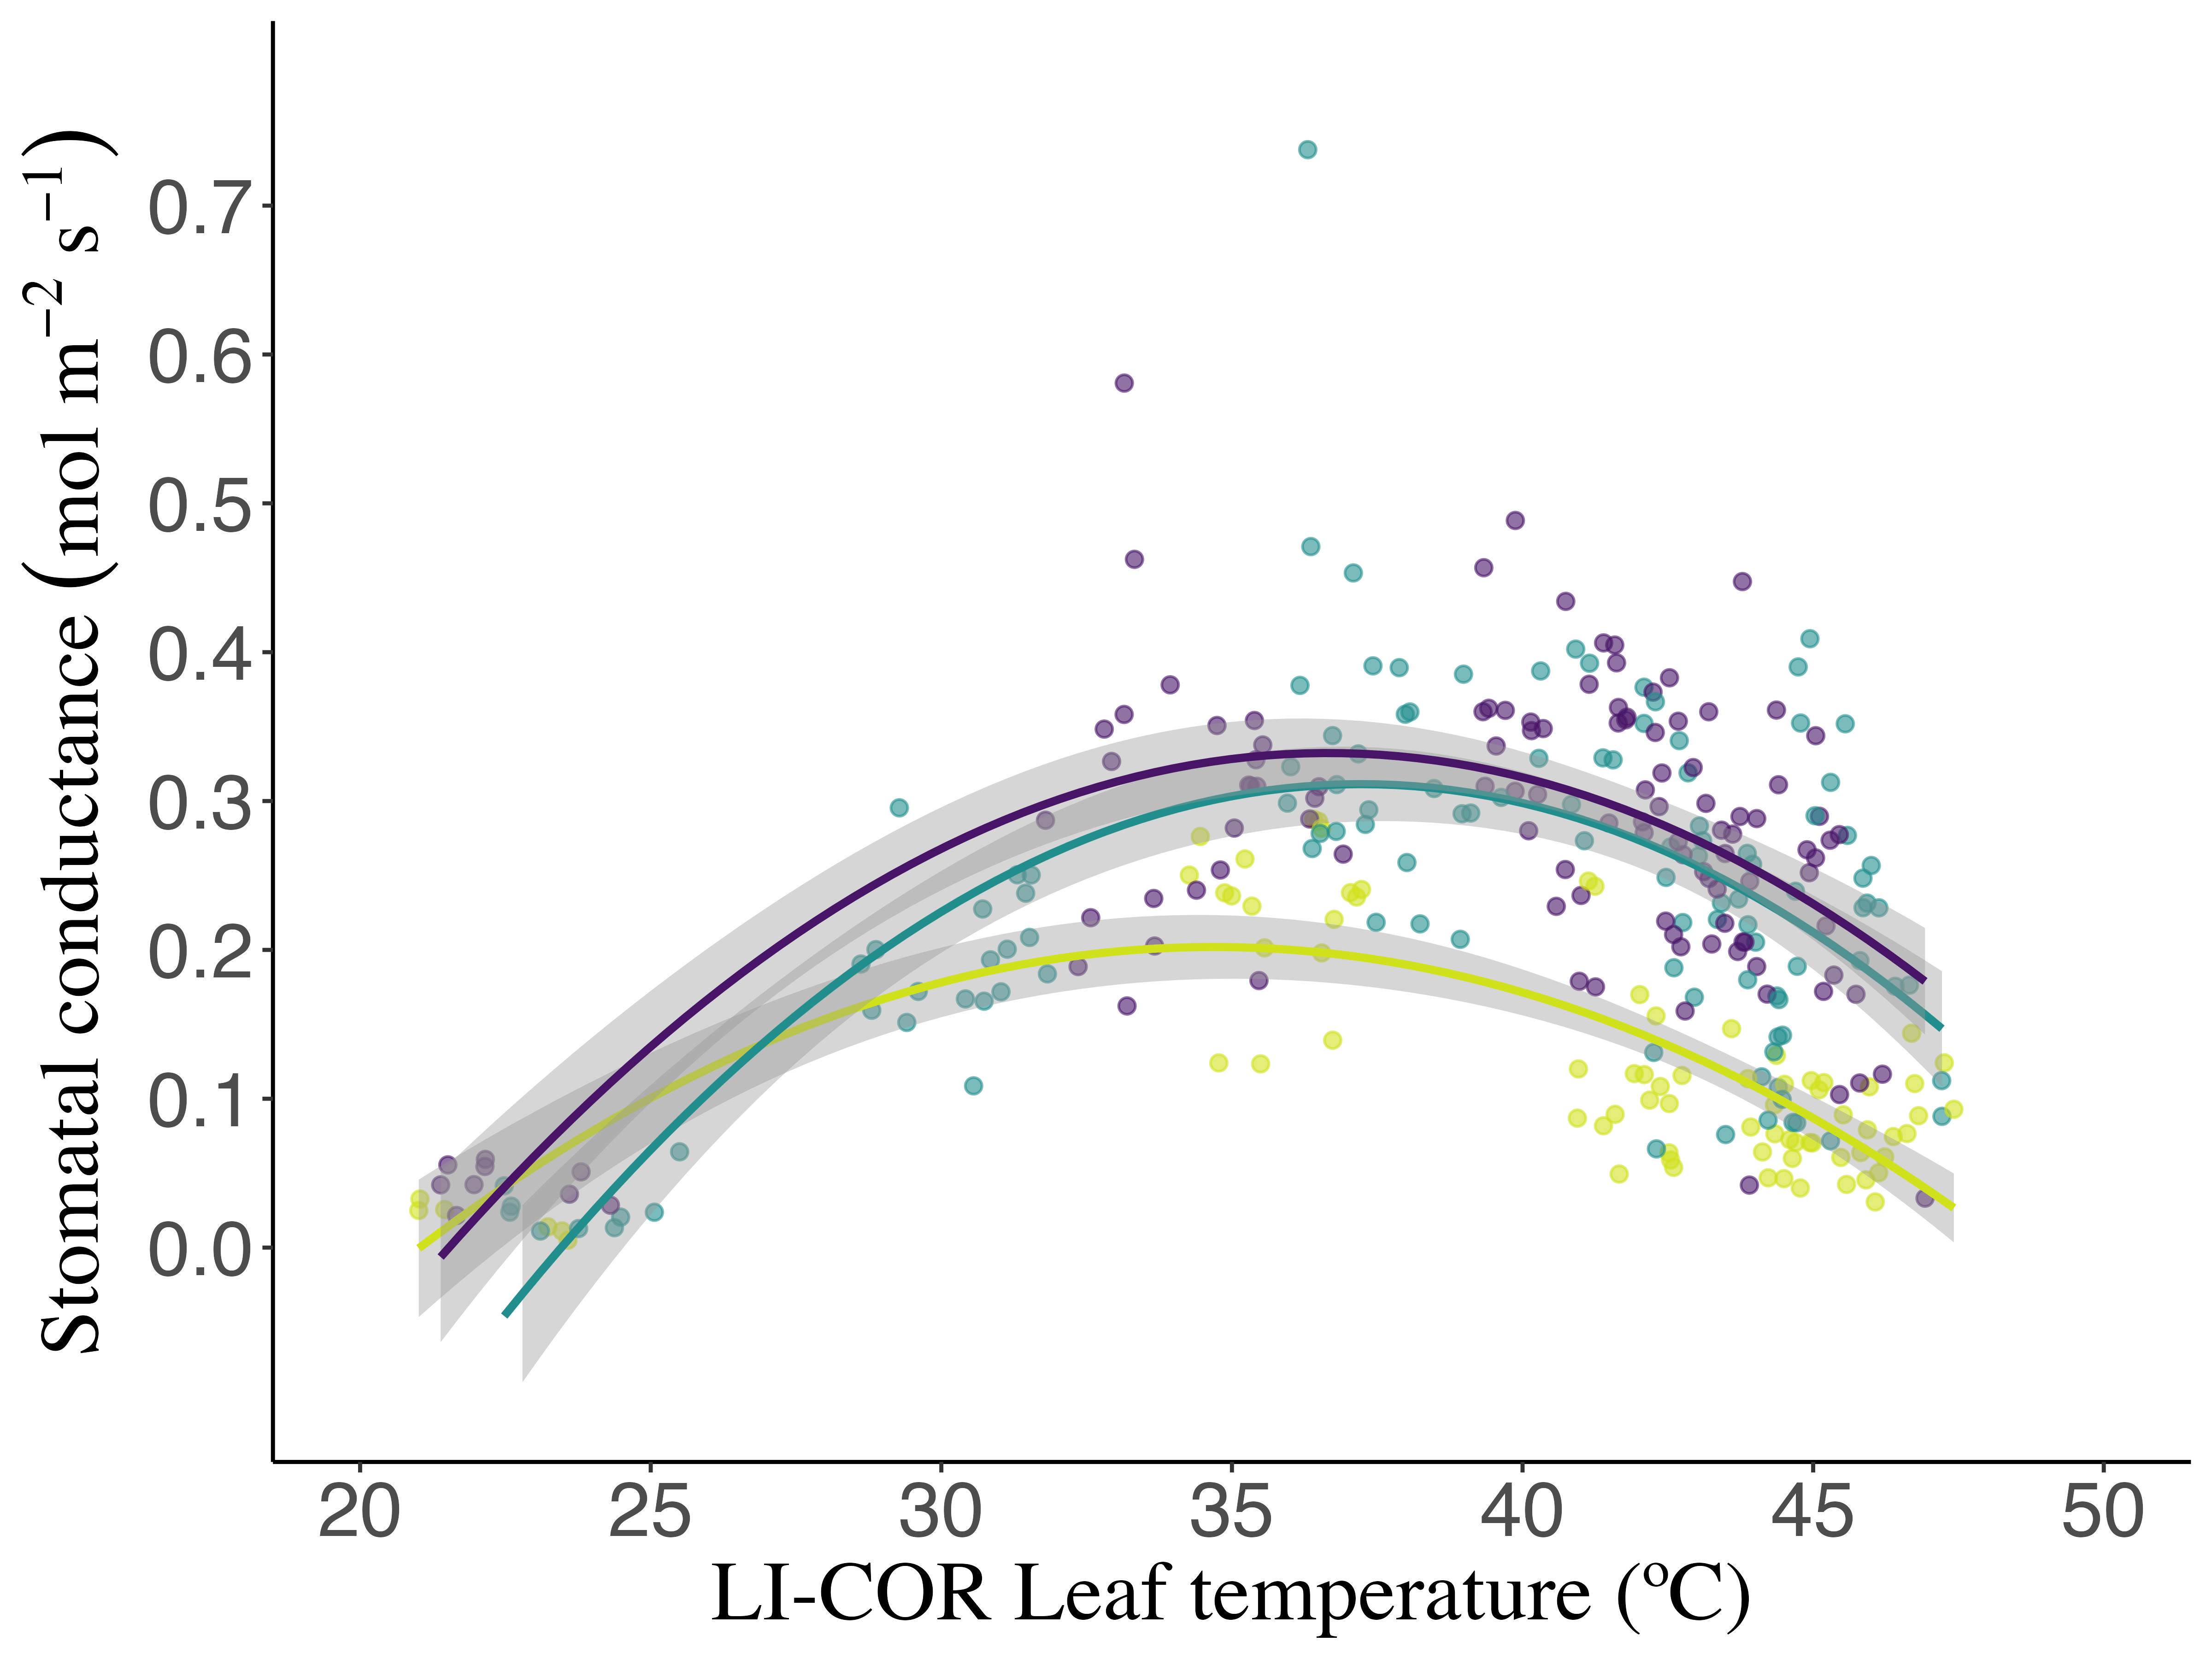 Stomatal conductance (mol m⁻² s⁻¹)
0.7
0.6
0.5
0.4
0.3
0.2
0.1
0.0
20 25 30 35 40 45 50
LI-COR Leaf temperature (ºC)